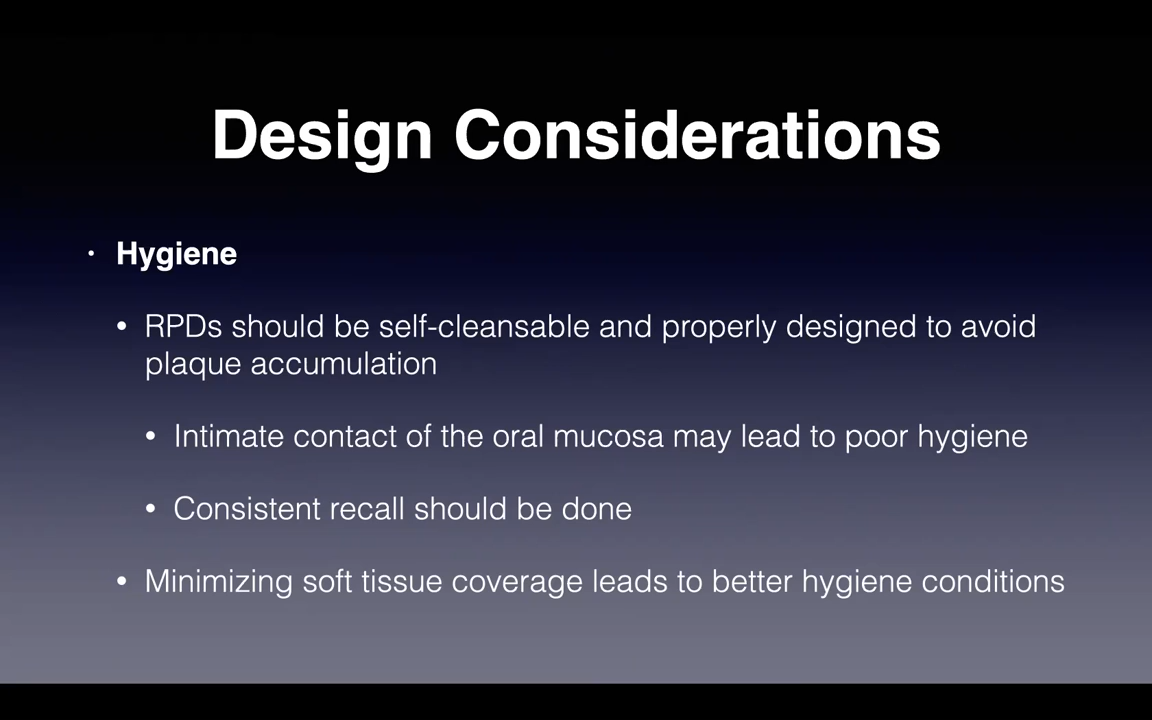 Design Considerations
• Hygiene
• RPDs should be self-cleansable and properly designed to avoid
plaque accumulation
• Intimate contact of the oral mucosa may lead to poor hygiene
• Consistent recall should be done
• Minimizing soft tissue coverage leads to better hygiene conditions